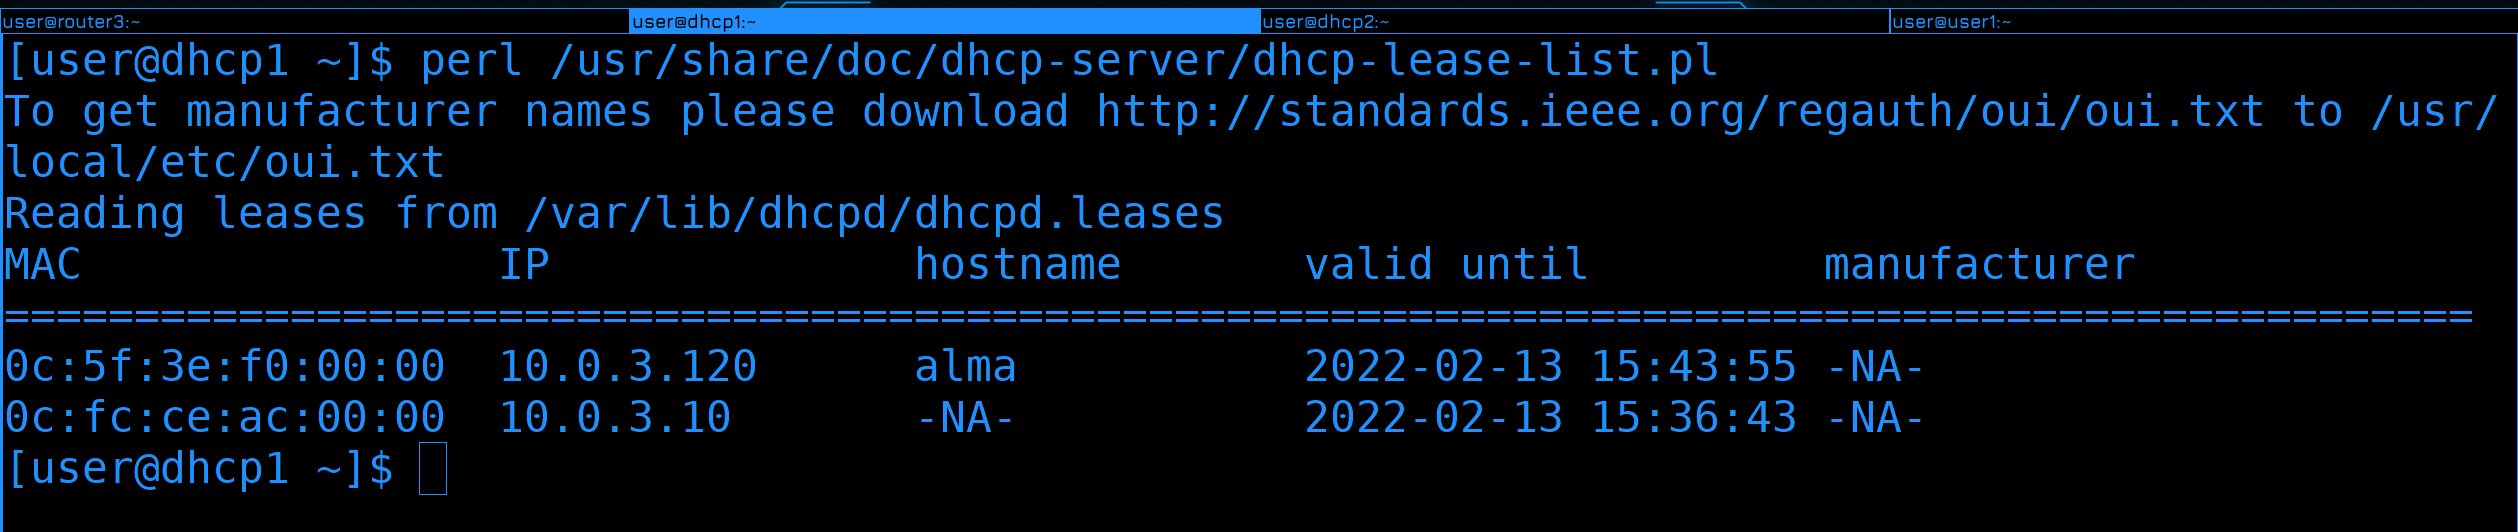 user@router3:~ user@dhcp1:~ user@dhcp2:~ user@user1:~
[user@dhcp1 ~]$ perl /usr/share/doc/dhcp-server/dhcp-lease-list.pl
To get manufacturer names please download http://standards.ieee.org/regauth/oui/oui.txt to /usr/
local/etc/oui.txt
Reading leases from /var/lib/dhcpd/dhcpd.leases
MAC                IP              hostname       valid until         manufacturer
===============================================================================================
0c:5f:3e:f0:00:00  10.0.3.120      alma           2022-02-13 15:43:55 -NA-
0c:fc:ce:ac:00:00  10.0.3.10       -NA-           2022-02-13 15:36:43 -NA-
[user@dhcp1 ~]$